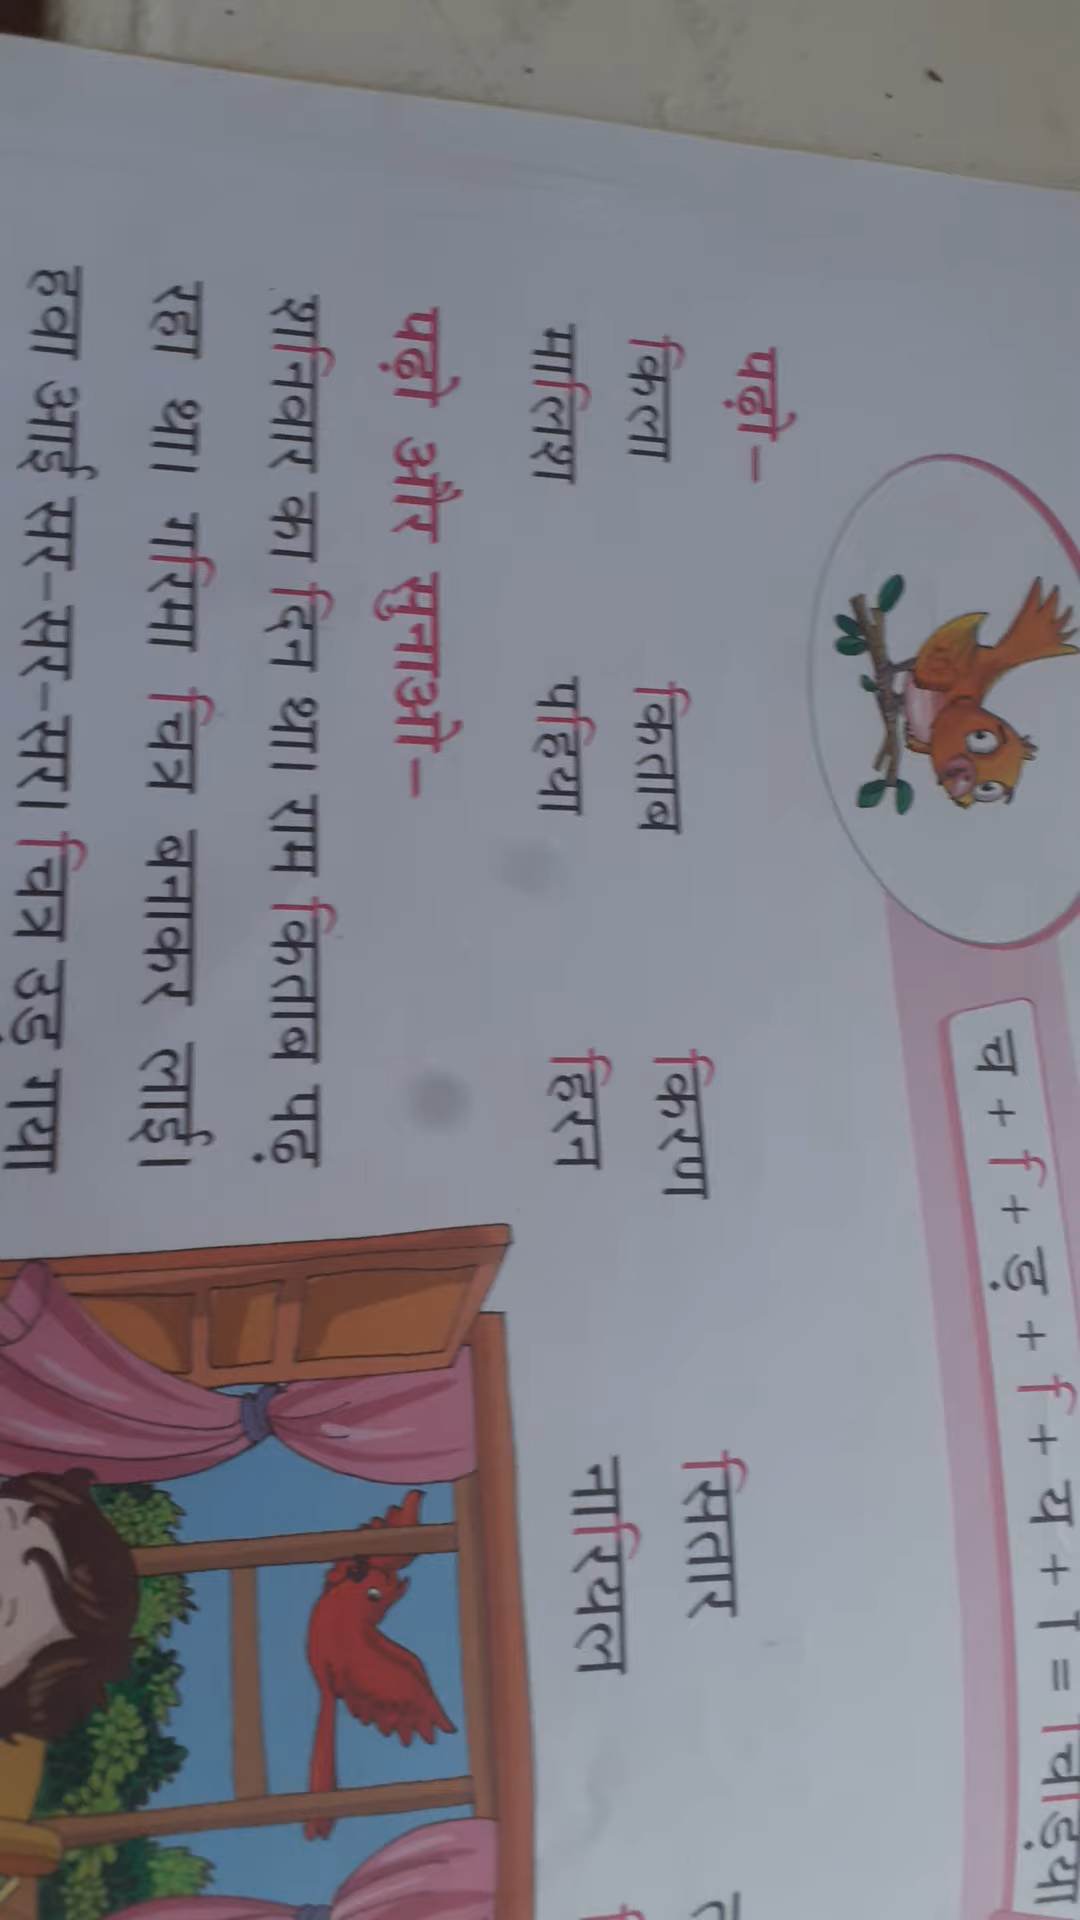 च + ि + ड़ + ि + य + ा = चिड़िया
पढ़ो–
किला किताब किरण सितार
मालिश पहिया हिरन नारियल
पढ़ो और सुनाओ–
शनिवार का दिन था। राम किताब पढ़
रहा था। गरिमा चित्र बनाकर लाई।
हवा आई सर-सर-सर-सर। चित्र उड़ गया